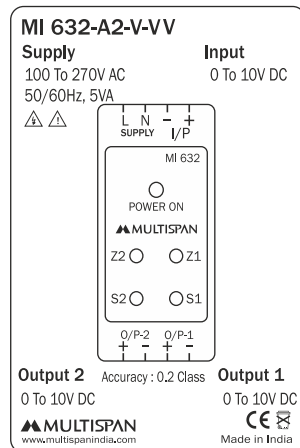 MI 632-A2-V-VV
Supply Input
100 To 270V AC 0 To 10V DC
50/60Hz, 5VA
L N - +
SUPPLY I/P
MI 632
POWER ON
MULTISPAN
Z2 Z1
S2 S1
O/P-2 O/P-1
+ - + -
Output 2 Accuracy : 0.2 Class Output 1
0 To 10V DC 0 To 10V DC
MULTISPAN CE
www.multispanindia.com Made in India